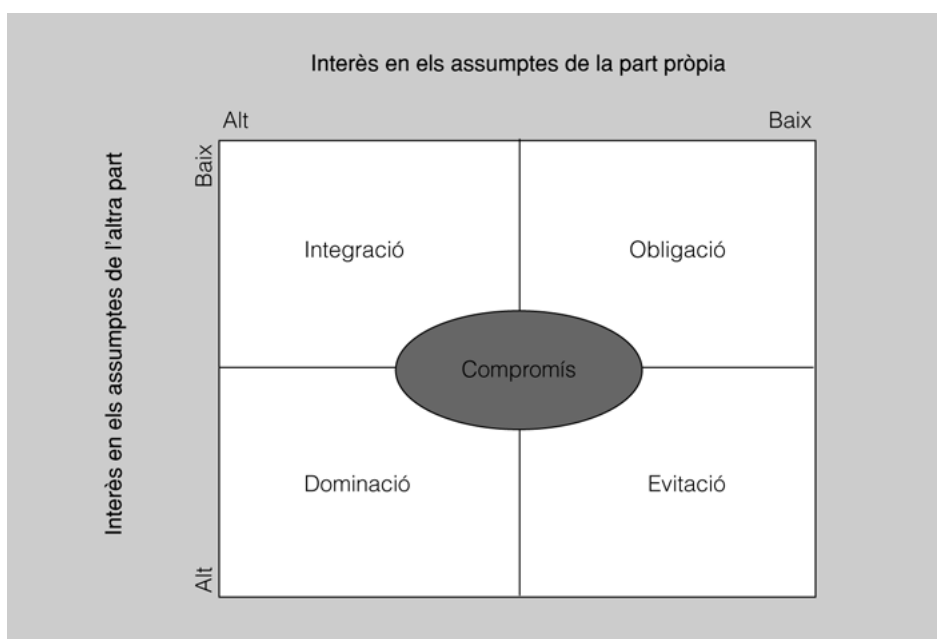 Interès en els assumptes de la part pròpia
Alt
Baix
Interès en els assumptes de l'altra part
Baix
Integració
Obligació
Compromís
Dominació
Evitació
Alt